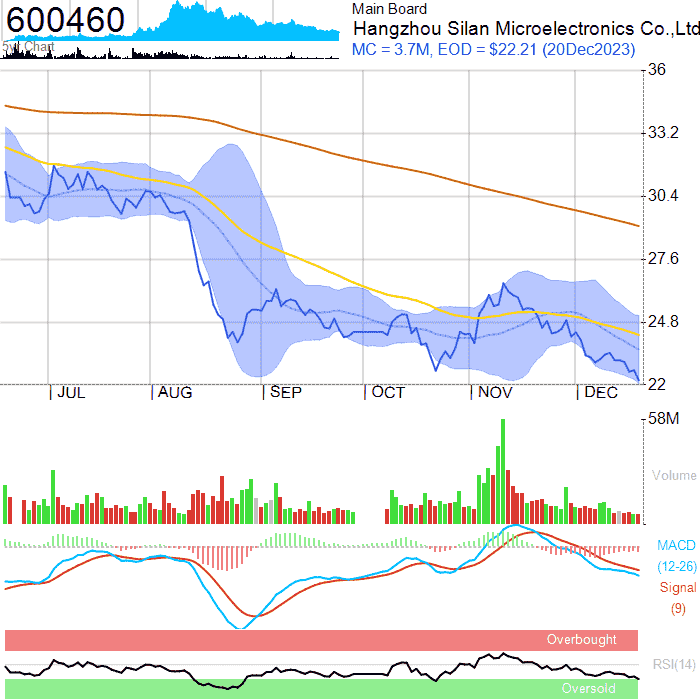 600460
5yr Chart
Main Board
Hangzhou Silan Microelectronics Co.,Ltd
MC = 3.7M, EOD = $22.21 (20Dec2023)
36
33.2
30.4
27.6
24.8
22
JUL
AUG
SEP
OCT
NOV
DEC
58M
Volume
MACD
(12-26)
Signal
(9)
Overbought
RSI(14)
Oversold